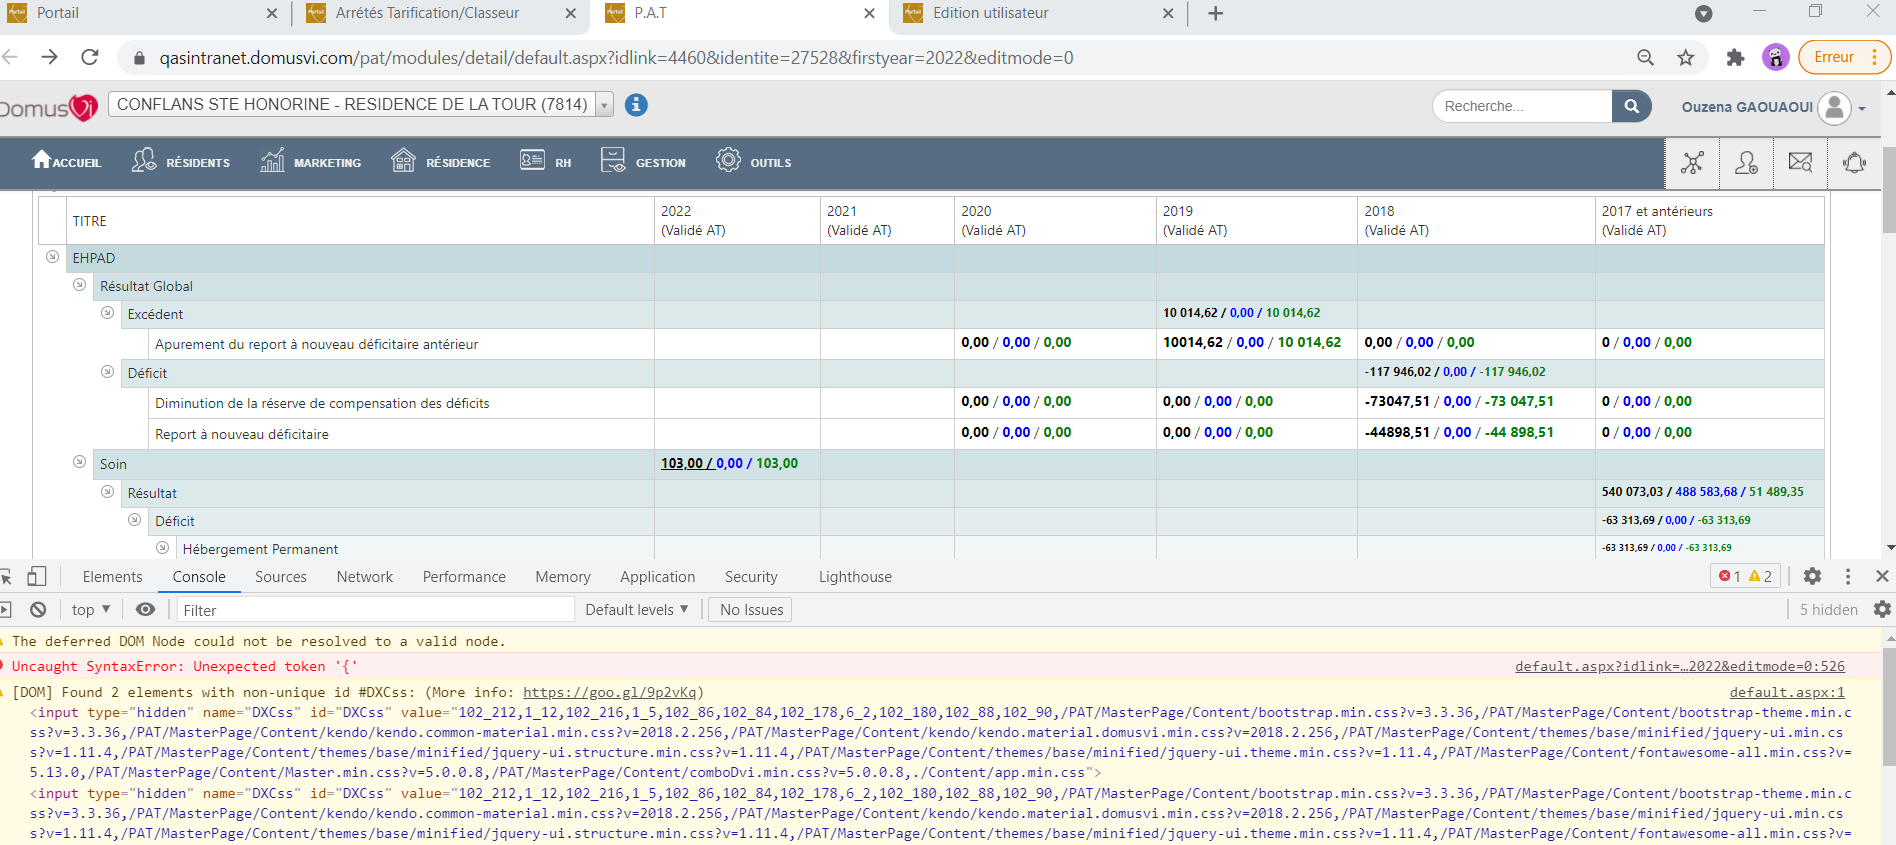 Portail
Arrétés Tarification/Classeur
P.A.T
Edition utilisateur
qasintranet.domusvi.com/pat/modules/detail/default.aspx?idlink=4460&identite=27528&firstyear=2022&editmode=0
Erreur
DomusVi
CONFLANS STE HONORINE - RESIDENCE DE LA TOUR (7814)
Recherche...
Ouzena GAOUAOUI
ACCUEIL
RÉSIDENTS
MARKETING
RÉSIDENCE
RH
GESTION
OUTILS
TITRE 2022 2021 2020 2019 2018 2017 et antérieurs
(Validé AT) (Validé AT) (Validé AT) (Validé AT) (Validé AT) (Validé AT)
EHPAD
Résultat Global
Excédent 10 014,62 / 0,00 / 10 014,62
Apurement du report à nouveau déficitaire antérieur 0,00 / 0,00 / 0,00 10014,62 / 0,00 / 10 014,62 0,00 / 0,00 / 0,00 0 / 0,00 / 0,00
Déficit -117 946,02 / 0,00 / -117 946,02
Diminution de la réserve de compensation des déficits 0,00 / 0,00 / 0,00 0,00 / 0,00 / 0,00 -73047,51 / 0,00 / -73 047,51 0 / 0,00 / 0,00
Report à nouveau déficitaire 0,00 / 0,00 / 0,00 0,00 / 0,00 / 0,00 -44898,51 / 0,00 / -44 898,51 0 / 0,00 / 0,00
Soin 103,00 / 0,00 / 103,00
Résultat 540 073,03 / 488 583,68 / 51 489,35
Déficit -63 313,69 / 0,00 / -63 313,69
Hébergement Permanent -63 313,69 / 0,00 / -63 313,69
Elements Console Sources Network Performance Memory Application Security Lighthouse 1 2
top Filter Default levels No Issues 5 hidden
The deferred DOM Node could not be resolved to a valid node.
Uncaught SyntaxError: Unexpected token '{' default.aspx?idlink=…2022&editmode=0:526
[DOM] Found 2 elements with non-unique id #DXCss: (More info: https://goo.gl/9p2vKq) default.aspx:1
<input type="hidden" name="DXCss" id="DXCss" value="102_212,1_12,102_216,1_5,102_86,102_84,102_178,6_2,102_180,102_88,102_90,/PAT/MasterPage/Content/bootstrap.min.css?v=3.3.36,/PAT/MasterPage/Content/bootstrap-theme.min.c
ss?v=3.3.36,/PAT/MasterPage/Content/kendo/kendo.common-material.min.css?v=2018.2.256,/PAT/MasterPage/Content/kendo/kendo.material.domusvi.min.css?v=2018.2.256,/PAT/MasterPage/Content/themes/base/minified/jquery-ui.min.cs
s?v=1.11.4,/PAT/MasterPage/Content/themes/base/minified/jquery-ui.structure.min.css?v=1.11.4,/PAT/MasterPage/Content/themes/base/minified/jquery-ui.theme.min.css?v=1.11.4,/PAT/MasterPage/Content/fontawesome-all.min.css?v=
5.13.0,/PAT/MasterPage/Content/Master.min.css?v=5.0.0.8,/PAT/MasterPage/Content/comboDvi.min.css?v=5.0.0.8,./Content/app.min.css">
<input type="hidden" name="DXCss" id="DXCss" value="102_212,1_12,102_216,1_5,102_86,102_84,102_178,6_2,102_180,102_88,102_90,/PAT/MasterPage/Content/bootstrap.min.css?v=3.3.36,/PAT/MasterPage/Content/bootstrap-theme.min.c
ss?v=3.3.36,/PAT/MasterPage/Content/kendo/kendo.common-material.min.css?v=2018.2.256,/PAT/MasterPage/Content/kendo/kendo.material.domusvi.min.css?v=2018.2.256,/PAT/MasterPage/Content/themes/base/minified/jquery-ui.min.cs
s?v=1.11.4,/PAT/MasterPage/Content/themes/base/minified/jquery-ui.structure.min.css?v=1.11.4,/PAT/MasterPage/Content/themes/base/minified/jquery-ui.theme.min.css?v=1.11.4,/PAT/MasterPage/Content/fontawesome-all.min.css?v=